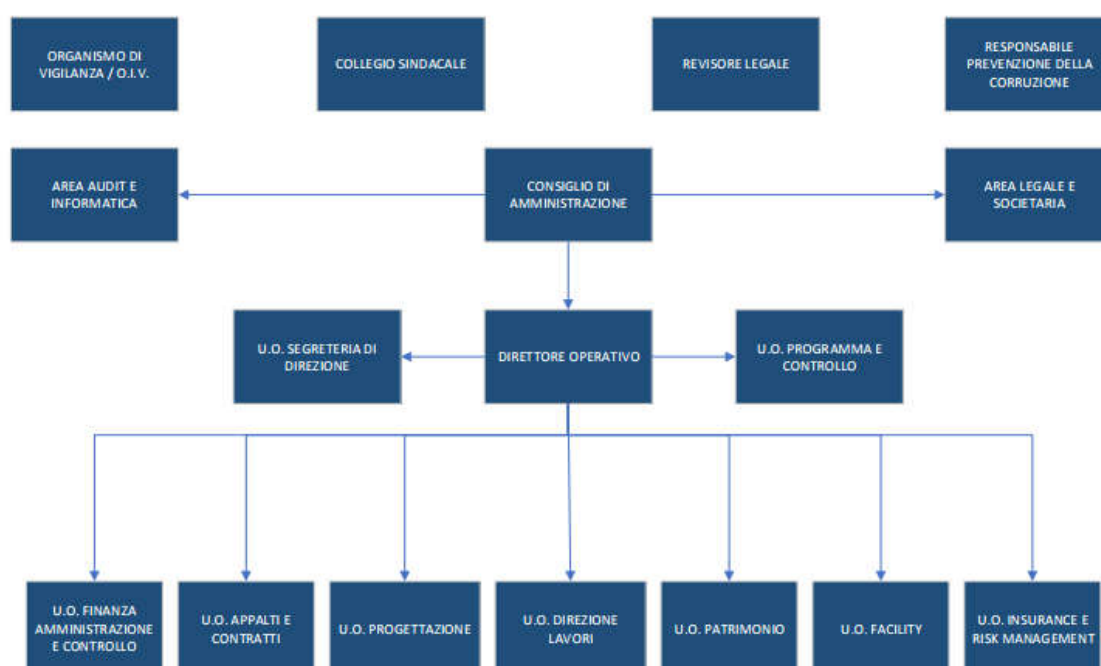 ORGANISMO DI
VIGILANZA / O.I.V.
COLLEGIO SINDACALE
REVISORE LEGALE
RESPONSABILE
PREVENZIONE DELLA
CORRUZIONE
AREA AUDIT E
INFORMATICA
CONSIGLIO DI
AMMINISTRAZIONE
AREA LEGALE E
SOCIETARIA
U.O. SEGRETERIA DI
DIREZIONE
DIRETTORE OPERATIVO
U.O. PROGRAMMA E
CONTROLLO
U.O. FINANZA
AMMINISTRAZIONE
E CONTROLLO
U.O. APPALTI E
CONTRATTI
U.O. PROGETTAZIONE
U.O. DIREZIONE
LAVORI
U.O. PATRIMONIO
U.O. FACILITY
U.O. INSURANCE E
RISK MANAGEMENT